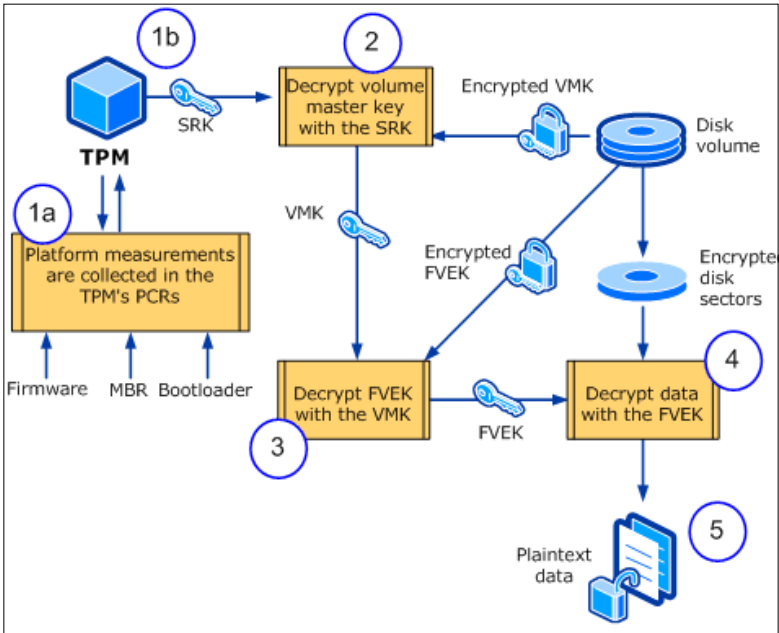 1b
2
Decrypt volume
master key
with the SRK
Encrypted VMK
Disk
volume
SRK
TPM
1a
Platform measurements
are collected in the
TPM's PCRs
VMK
Encrypted
FVEK
Encrypted
disk
sectors
Firmware
MBR
Bootloader
Decrypt FVEK
with the VMK
3
FVEK
4
Decrypt data
with the FVEK
5
Plaintext
data